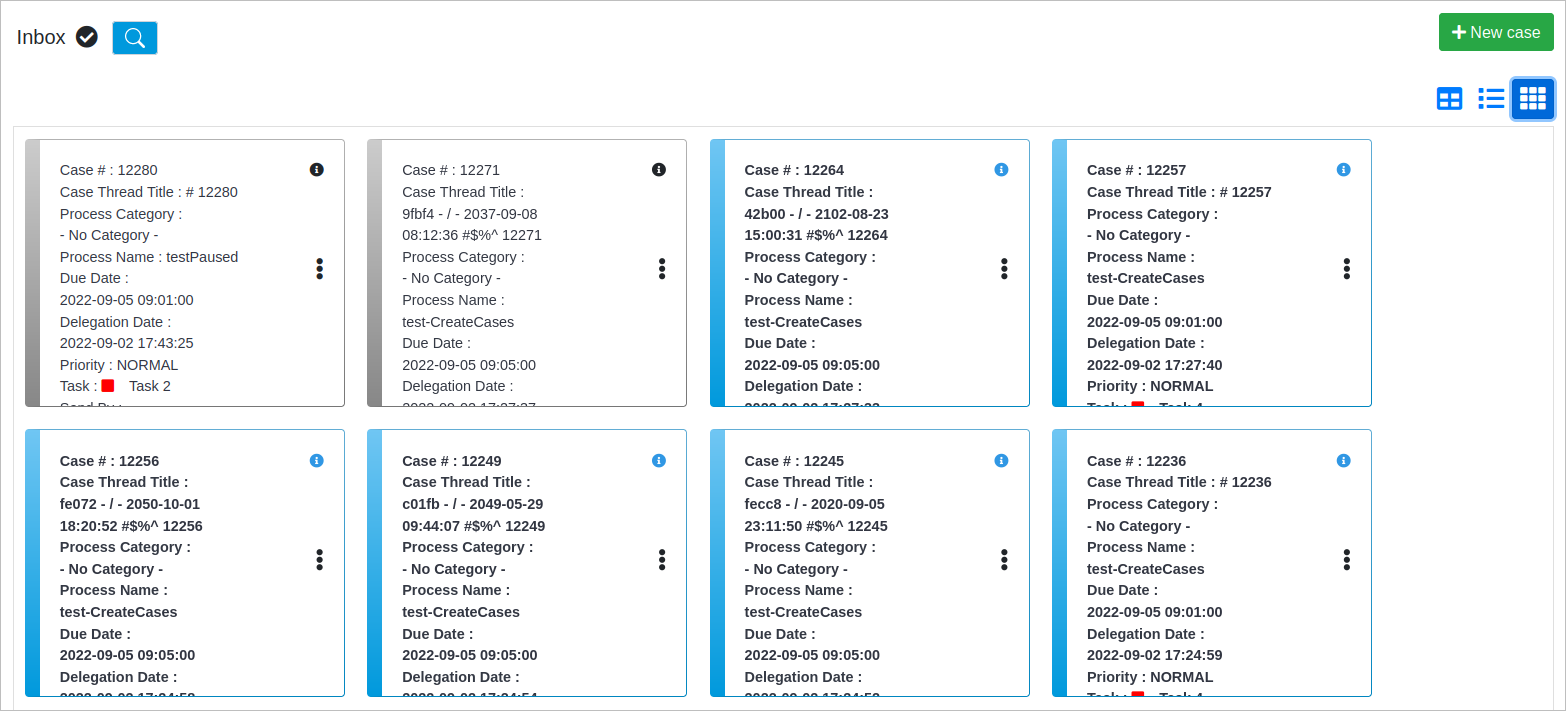 Inbox
New case
Case # : 12280
Case Thread Title : # 12280
Process Category :
- No Category -
Process Name : testPaused
Due Date :
2022-09-05 09:01:00
Delegation Date :
2022-09-02 17:43:25
Priority : NORMAL
Task : Task 2
Send By :
Case # : 12271
Case Thread Title :
9fbf4 - / - 2037-09-08
08:12:36 #$%^ 12271
Process Category :
- No Category -
Process Name :
test-CreateCases
Due Date :
2022-09-05 09:05:00
Delegation Date :
Case # : 12264
Case Thread Title :
42b00 - / - 2102-08-23
15:00:31 #$%^ 12264
Process Category :
- No Category -
Process Name :
test-CreateCases
Due Date :
2022-09-05 09:05:00
Delegation Date :
Case # : 12257
Case Thread Title : # 12257
Process Category :
- No Category -
Process Name :
test-CreateCases
Due Date :
2022-09-05 09:01:00
Delegation Date :
2022-09-02 17:27:40
Priority : NORMAL
Task : Task 4
Case # : 12256
Case Thread Title :
fe072 - / - 2050-10-01
18:20:52 #$%^ 12256
Process Category :
- No Category -
Process Name :
test-CreateCases
Due Date :
2022-09-05 09:05:00
Delegation Date :
Case # : 12249
Case Thread Title :
c01fb - / - 2049-05-29
09:44:07 #$%^ 12249
Process Category :
- No Category -
Process Name :
test-CreateCases
Due Date :
2022-09-05 09:05:00
Delegation Date :
Case # : 12245
Case Thread Title :
fecc8 - / - 2020-09-05
23:11:50 #$%^ 12245
Process Category :
- No Category -
Process Name :
test-CreateCases
Due Date :
2022-09-05 09:05:00
Delegation Date :
Case # : 12236
Case Thread Title : # 12236
Process Category :
- No Category -
Process Name :
test-CreateCases
Due Date :
2022-09-05 09:01:00
Delegation Date :
2022-09-02 17:24:59
Priority : NORMAL
Task : Task 4